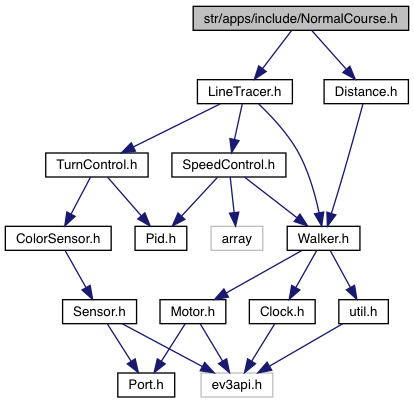 str/apps/include/NormalCourse.h
LineTracer.h
Distance.h
TurnControl.h
SpeedControl.h
ColorSensor.h
Pid.h
array
Walker.h
Sensor.h
Motor.h
Clock.h
util.h
Port.h
ev3api.h